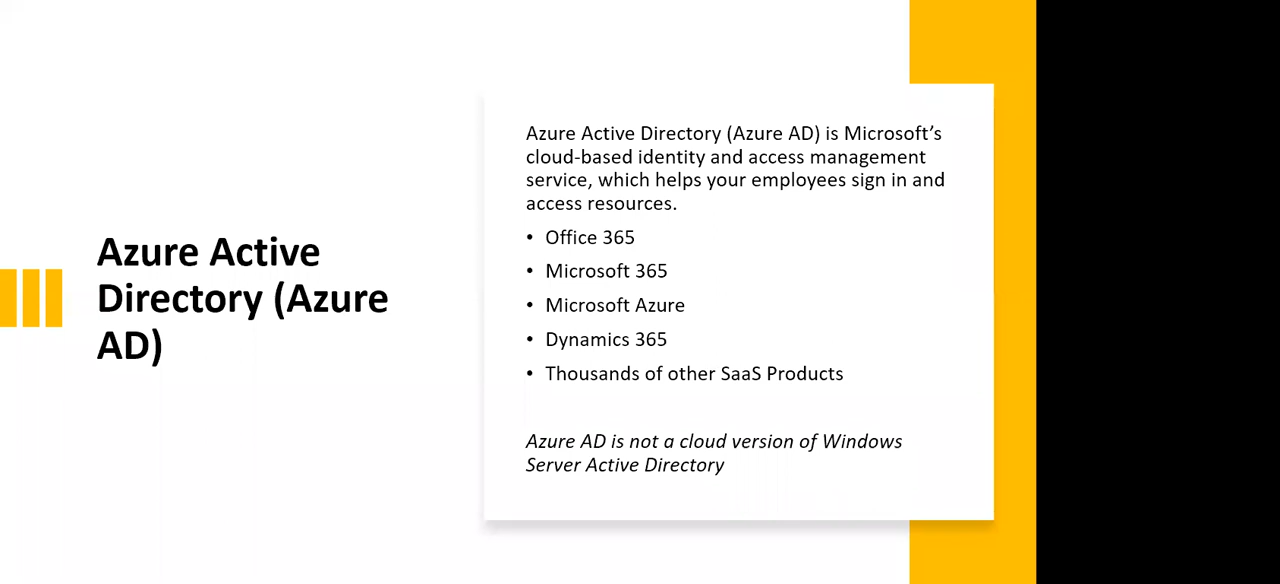 Azure Active
Directory (Azure
AD)
Azure Active Directory (Azure AD) is Microsoft’s
cloud-based identity and access management
service, which helps your employees sign in and
access resources.
• Office 365
• Microsoft 365
• Microsoft Azure
• Dynamics 365
• Thousands of other SaaS Products
Azure AD is not a cloud version of Windows
Server Active Directory